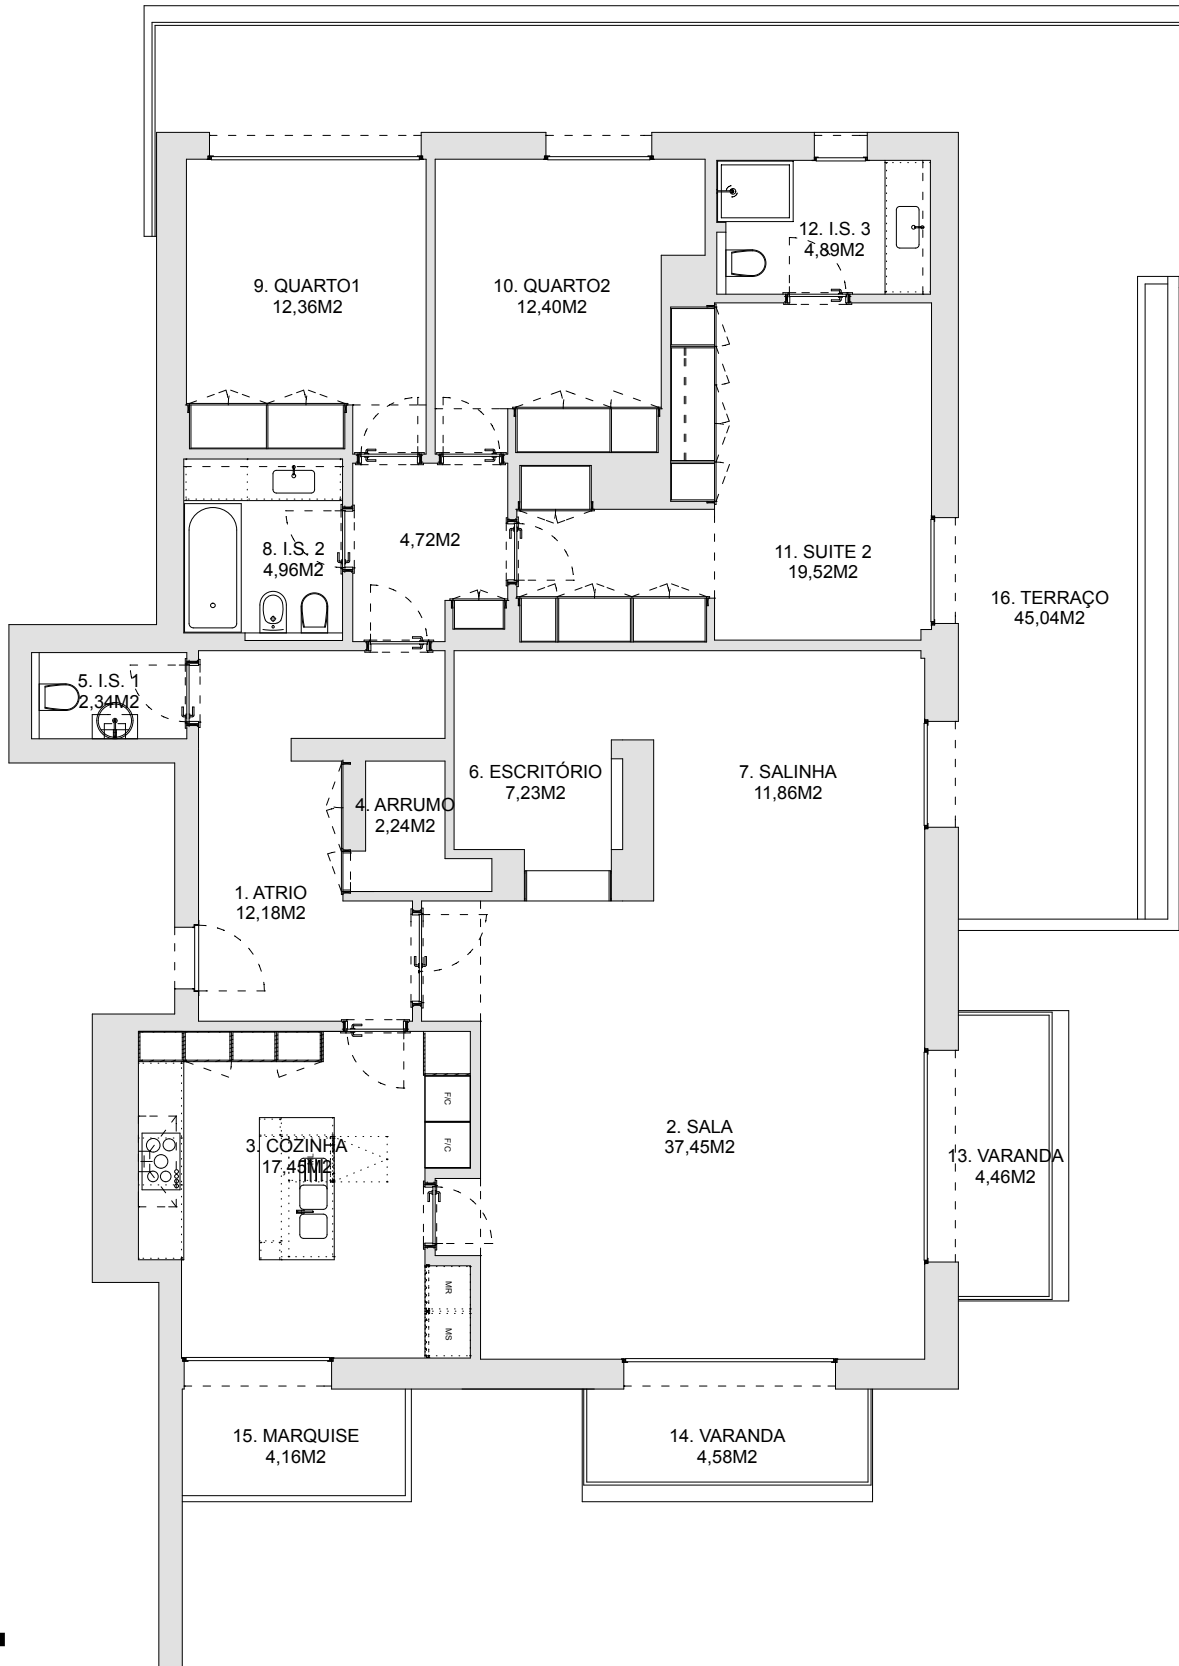 12. I.S. 3
4,89M2
9. QUARTO1
12,36M2
10. QUARTO2
12,40M2
4,72M2
8. I.S. 2
4,96M2
11. SUITE 2
19,52M2
16. TERRAÇO
45,04M2
5. I.S. 1
2,34M2
6. ESCRITÓRIO
7,23M2
7. SALINHA
11,86M2
4. ARRUMO
2,24M2
1. ATRIO
12,18M2
F/C
F/C
2. SALA
37,45M2
3. COZINHA
17,45M2
13. VARANDA
4,46M2
MR
MS
15. MARQUISE
4,16M2
14. VARANDA
4,58M2